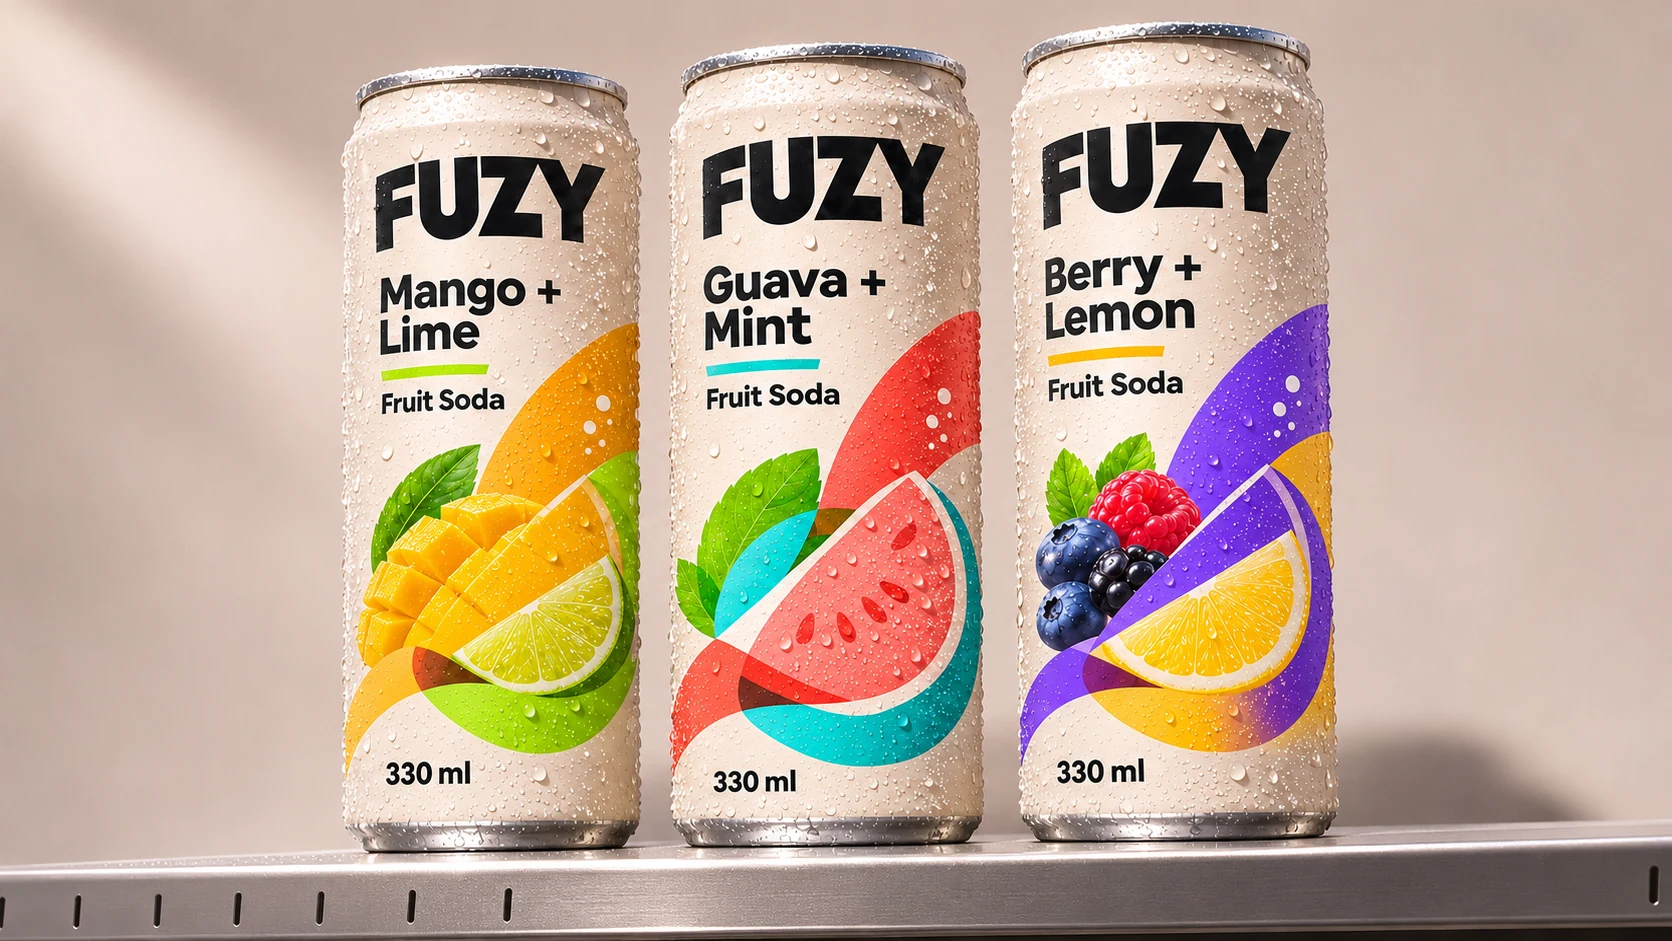 FUZY
Mango +
Lime
Fruit Soda
330 ml
FUZY
Guava +
Mint
Fruit Soda
330 ml
FUZY
Berry +
Lemon
Fruit Soda
330 ml